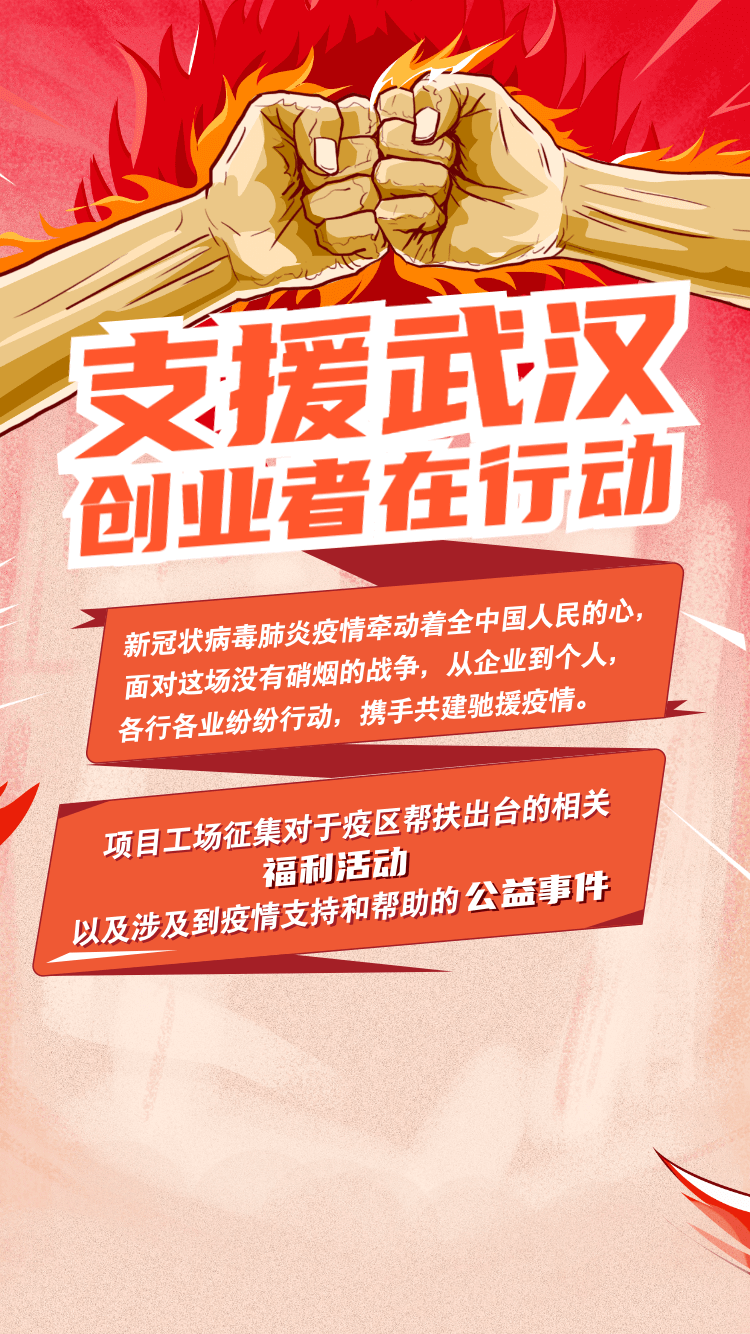 支援武汉
创业者在行动
新冠状病毒肺炎疫情牵动着全中国人民的心，
面对这场没有硝烟的战争，从企业到个人，
各行各业纷纷行动，携手共建驰援疫情。
项目工场征集对于疫区帮扶出台的相关
福利活动
以及涉及到疫情支持和帮助的公益事件